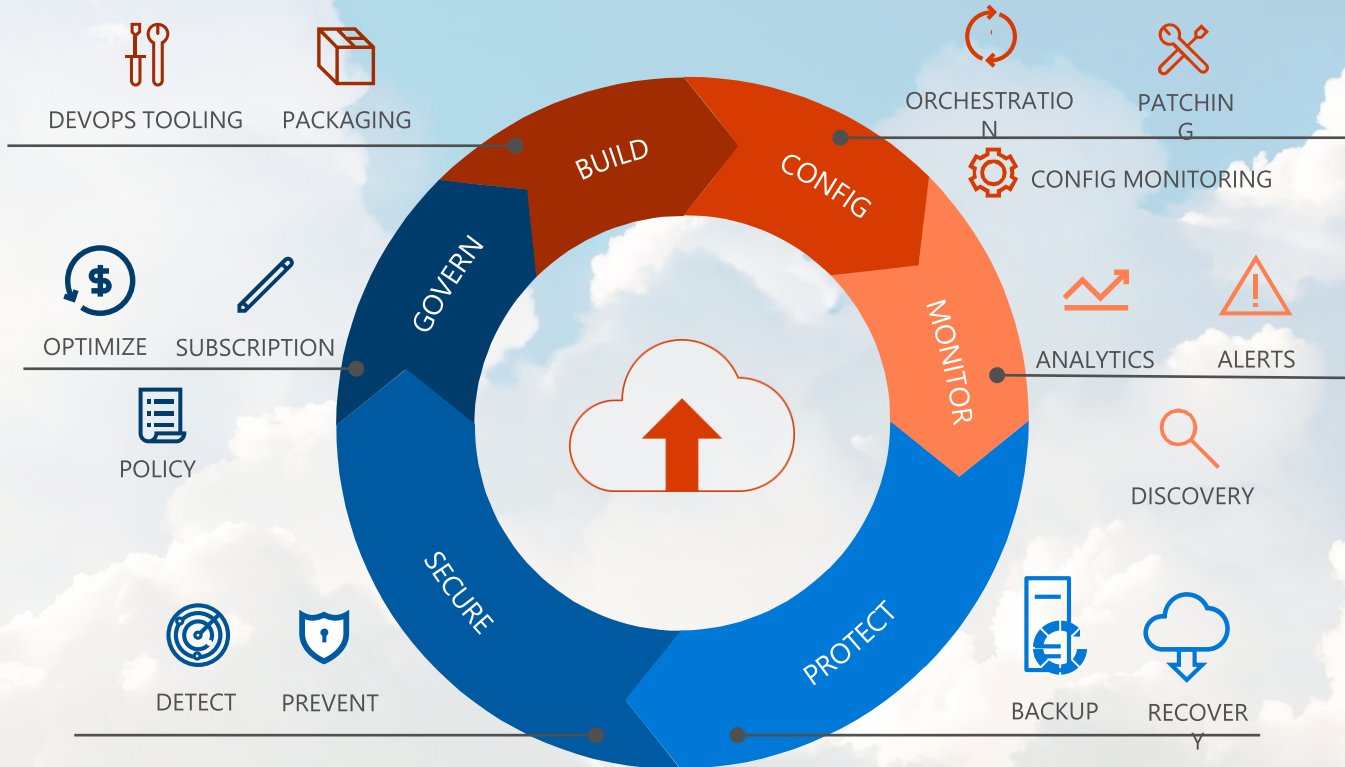 DEVOPS TOOLING
PACKAGING
ORCHESTRATIO
N
PATCHIN
G
CONFIG MONITORING
BUILD
CONFIG
GOVERN
MONITOR
OPTIMIZE
SUBSCRIPTION
POLICY
ANALYTICS
ALERTS
DISCOVERY
SECURE
PROTECT
DETECT
PREVENT
BACKUP
RECOVER
Y